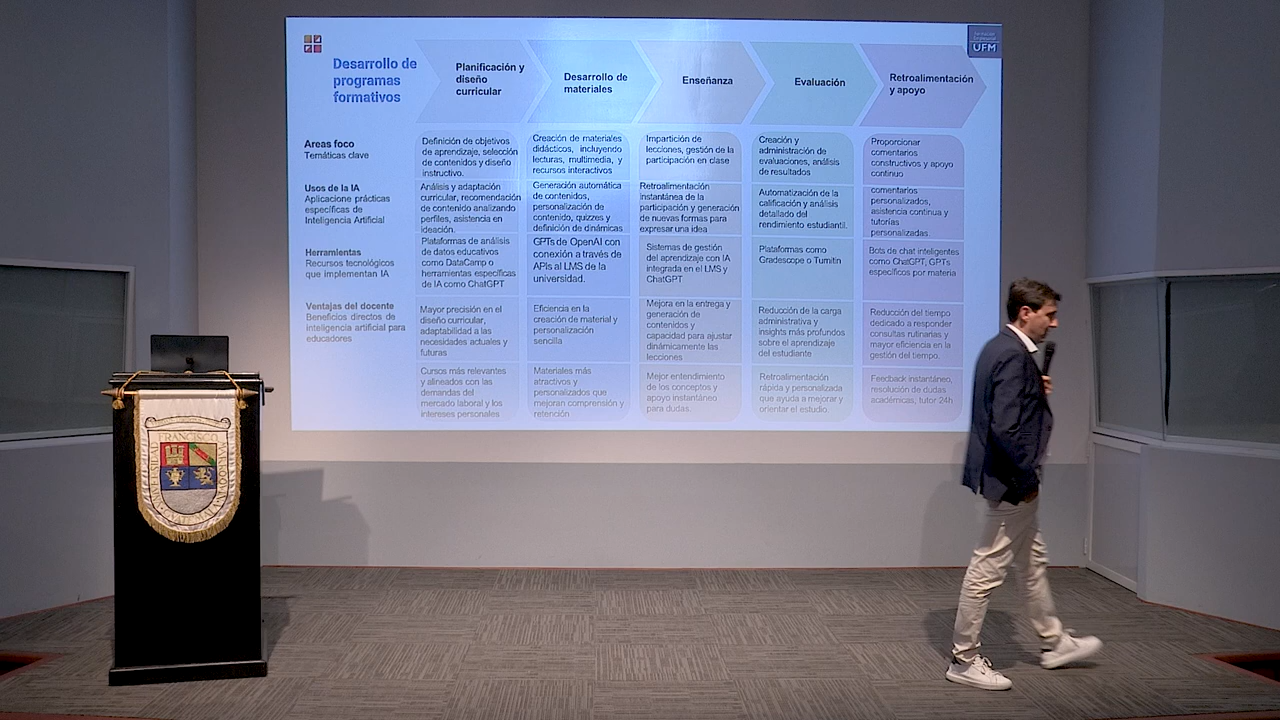 Desarrollo de
programas
formativos
Planificación y
diseño
curricular
Desarrollo de
materiales
Enseñanza
Evaluación
Retroalimentación
y apoyo
UFM
Areas foco
Temáticas clave
Definición de objetivos
de aprendizaje, selección
de contenidos y diseño
instructivo.
Creación de materiales
didácticos, incluyendo
lecturas, multimedia, y
recursos interactivos
Impartición de
lecciones, gestión de la
participación en clase
Creación y
administración de
evaluaciones, análisis
de resultados
Proporcionar
comentarios
constructivos y apoyo
continuo
Usos de la IA
Aplicacione prácticas
específicas de
Inteligencia Artificial
Análisis y adaptación
curricular, recomendación
de contenido analizando
perfiles, asistencia en
ideación.
Generación automática
de contenidos,
personalización de
contenido, quizzes y
definición de dinámicas
Retroalimentación
instantánea de la
participación y generación
de nuevas formas para
expresar una idea
Automatización de la
calificación y análisis
detallado del
rendimiento estudiantil.
comentarios
personalizados,
asistencia continua y
tutorías
personalizadas
Herramientas
Recursos tecnológicos
que implementan IA
Plataformas de análisis
de datos educativos
como DataCamp o
herramientas específicas
de IA como ChatGPT
GPTs de OpenAI con
conexión a través de
APIs al LMS de la
universidad.
Sistemas de gestión
del aprendizaje con IA
integrada en el LMS y
ChatGPT
Plataformas como
Gradescope o Turnitin
Bots de chat inteligentes
como ChatGPT, GPTs
específicos por materia
Ventajas del docente
Beneficios directos de
inteligencia artificial para
educadores
Mayor precisión en el
diseño curricular,
adaptabilidad a las
necesidades actuales y
futuras
Eficiencia en la
creación de material y
personalización
sencilla
Mejora en la entrega y
generación de
contenidos y
capacidad para ajustar
dinámicamente las
lecciones
Reducción de la carga
administrativa y
insights más profundos
sobre el aprendizaje
del estudiante
Reducción del tiempo
dedicado a responder
consultas rutinarias y
mayor eficiencia en la
gestión del tiempo.
Cursos más relevantes
y alineados con las
demandas del
mercado laboral y los
intereses personales
Materiales más
atractivos y
personalizados que
mejoran comprensión y
retención
Mejor entendimiento
de los conceptos y
apoyo instantáneo
para dudas.
Retroalimentación
rápida y personalizada
que ayuda a mejorar y
orientar el estudio.
Feedback instantáneo,
resolución de dudas
académicas, tutor 24h
FRANCISCO